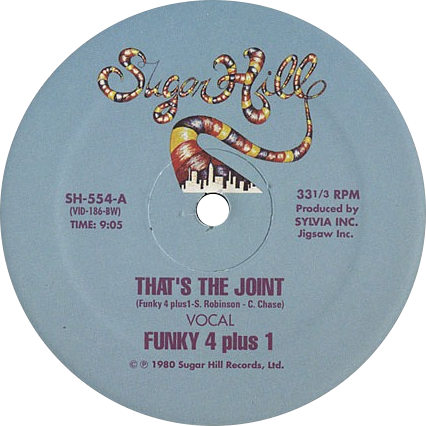 Sugar Hill
SH-554-A
(VID-186-BW)
TIME: 9:05
33 1/3 RPM
Produced by
SYLVIA INC.
Jigsaw Inc.
THAT'S THE JOINT
(Funky 4 plus1-S. Robinson - C. Chase)
VOCAL
FUNKY 4 plus 1
© ℗ 1980 Sugar Hill Records, Ltd.